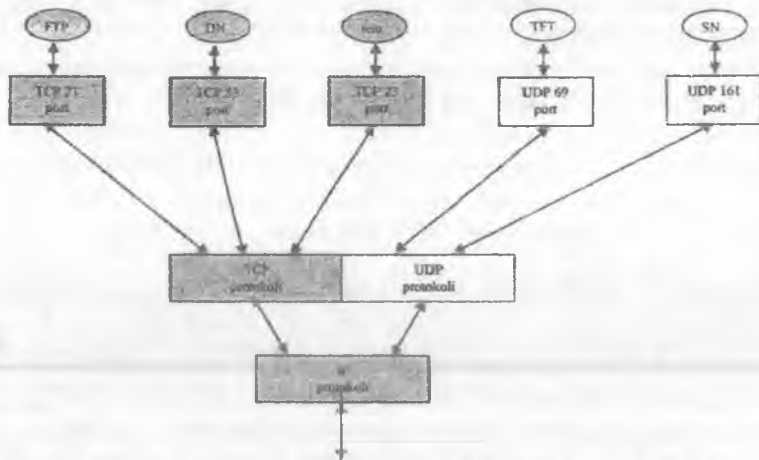 FTP
DN
TFT
SN
TCP 21
port
TCP 53
port
TCP 23
port
UDP 69
port
UDP 161
port
TCP
protokoli
UDP
protokoli
protokoli